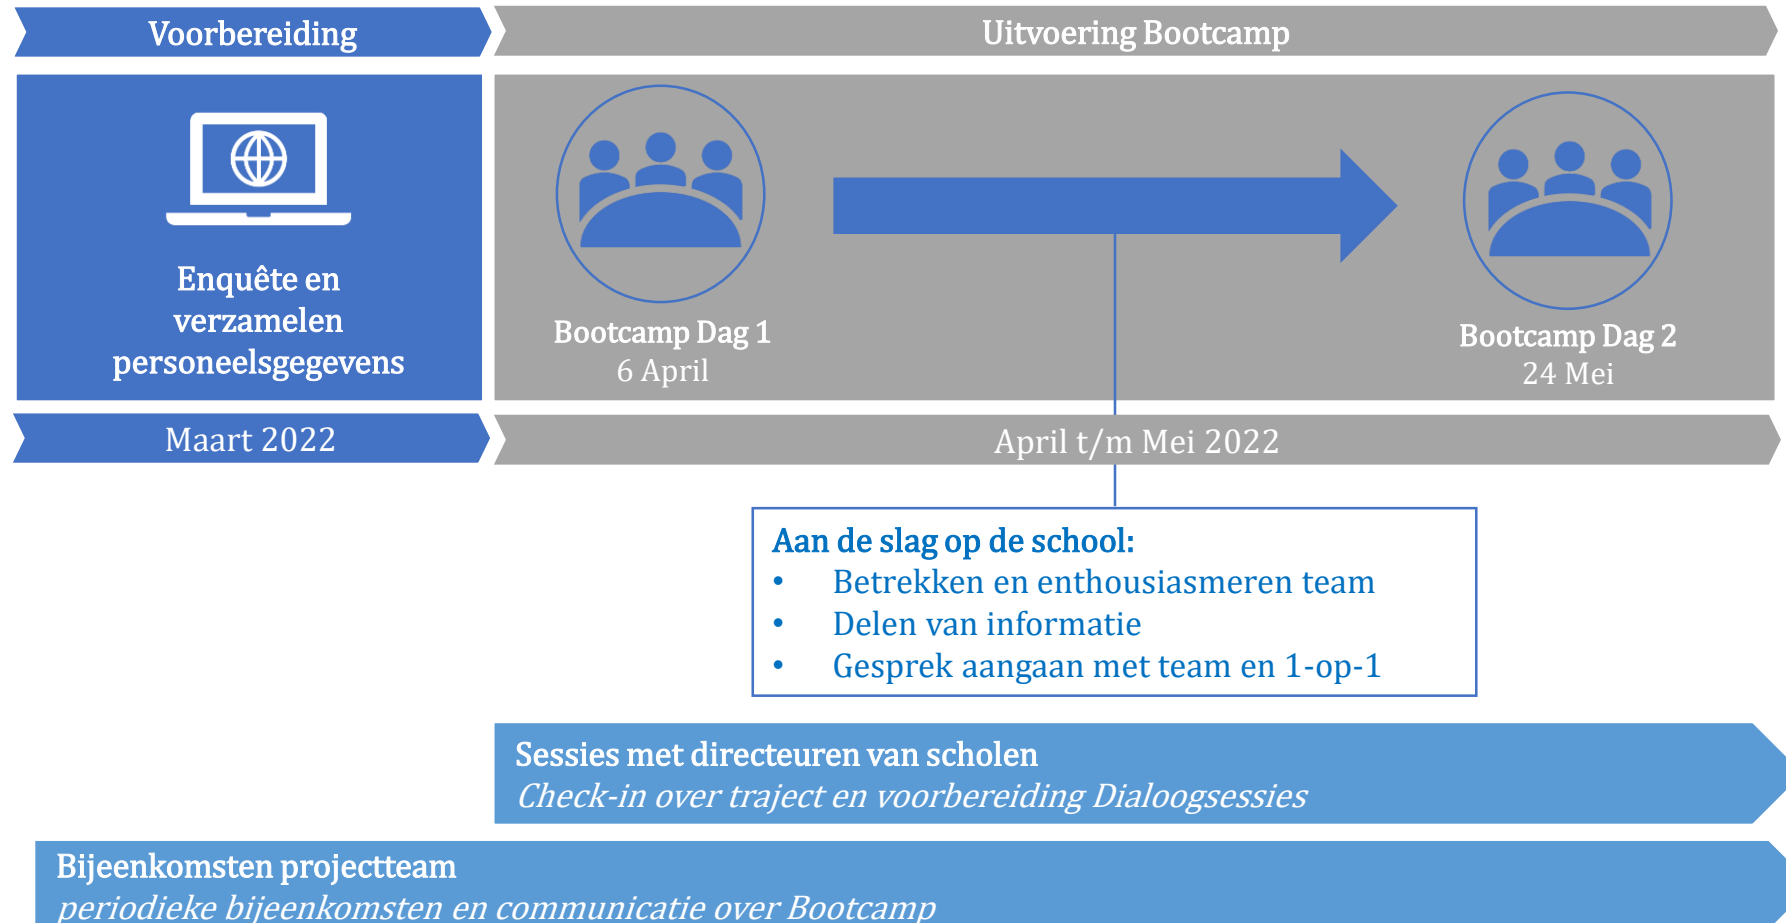 Voorbereiding
Uitvoering Bootcamp
Enquête en
verzamelen
personeelsgegevens
Bootcamp Dag 1
6 April
Bootcamp Dag 2
24 Mei
Maart 2022
April t/m Mei 2022
Aan de slag op de school:
• Betrekken en enthousiasmeren team
• Delen van informatie
• Gesprek aangaan met team en 1-op-1
Sessies met directeuren van scholen
Check-in over traject en voorbereiding Dialoogsessies
Bijeenkomsten projectteam
periodieke bijeenkomsten en communicatie over Bootcamp